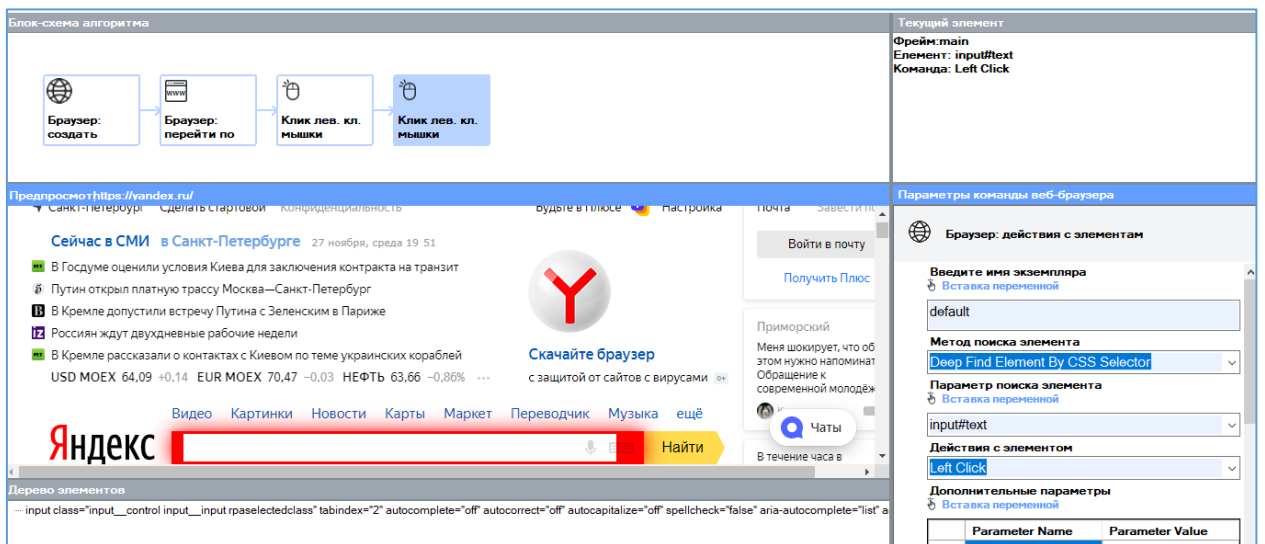 Блок-схема алгоритма
Браузер: создать
Браузер: перейти по
Клик лев. кл. мышки
Клик лев. кл. мышки
Текущий элемент
Фрейм:main
Елемент: input#text
Команда: Left Click
Предпросмотhttps://yandex.ru/
Санкт-Петербург Сделать стартовой Конфиденциальность Будьте в Плюсе Настройка Почта
Сейчас в СМИ в Санкт-Петербурге 27 ноября, среда 19 51
В Госдуме оценили условия Киева для заключения контракта на транзит
Путин открыл платную трассу Москва—Санкт-Петербург
В Кремле допустили встречу Путина с Зеленским в Париже
Россиян ждут двухдневные рабочие недели
В Кремле рассказали о контактах с Киевом по теме украинских кораблей
USD MOEX 64,09 +0,14 EUR MOEX 70,47 −0,03 НЕФТЬ 63,66 −0,86% ···
Скачайте браузер
с защитой от сайтов с вирусами 0+
Войти в почту
Получить Плюс
Приморский
Меня шокирует, что об
этом нужно напоминат
Обращение к
современной молодёж
Чаты
В течение часа в
Видео Картинки Новости Карты Маркет Переводчик Музыка ещё
Яндекс
Найти
Дерево элементов
input class="input__control input__input rpaselectedclass" tabindex="2" autocomplete="off" autocorrect="off" autocapitalize="off" spellcheck="false" aria-autocomplete="list" a
Параметры команды веб-браузера
Браузер: действия с элементам
Введите имя экземпляра
Вставка переменной
default
Метод поиска элемента
Deep Find Element By CSS Selector
Параметр поиска элемента
Вставка переменной
input#text
Действия с элементом
Left Click
Дополнительные параметры
Вставка переменной
Parameter Name Parameter Value